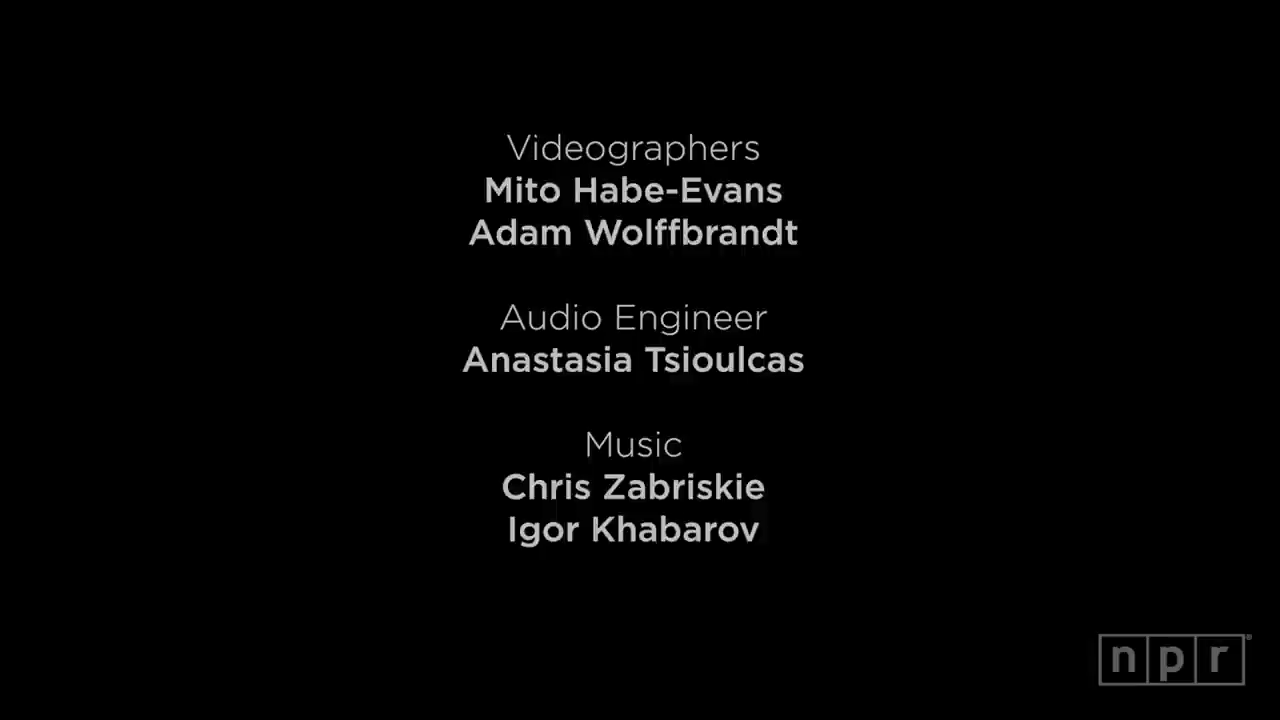 Videographers
Mito Habe-Evans
Adam Wolffbrandt
Audio Engineer
Anastasia Tsioulcas
Music
Chris Zabriskie
Igor Khabarov
npr®